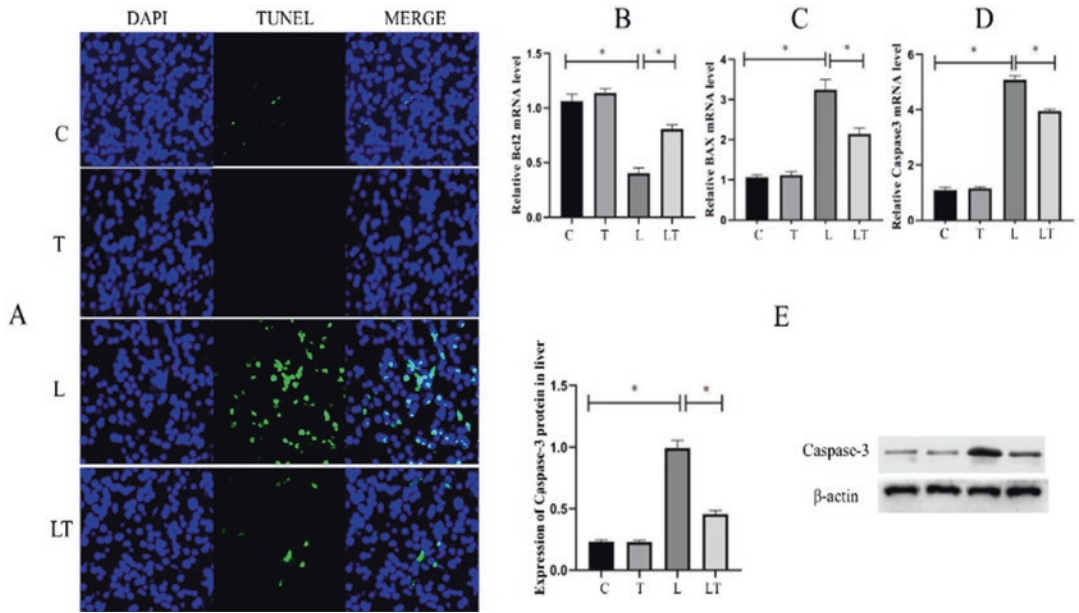 DAPI TUNEL MERGE
A
C
T
L
LT
B
Relative Bcl2 mRNA level
1.5
1.0
0.5
0.0
* *
C T L LT
C
Relative BAX mRNA level
4
3
2
1
0
* *
C T L LT
D
Relative Caspase3 mRNA level
6
4
2
0
* *
C T L LT
E
Expression of Caspase-3 protein in liver
1.5
1.0
0.5
0.0
* *
C T L LT
Caspase-3
β-actin